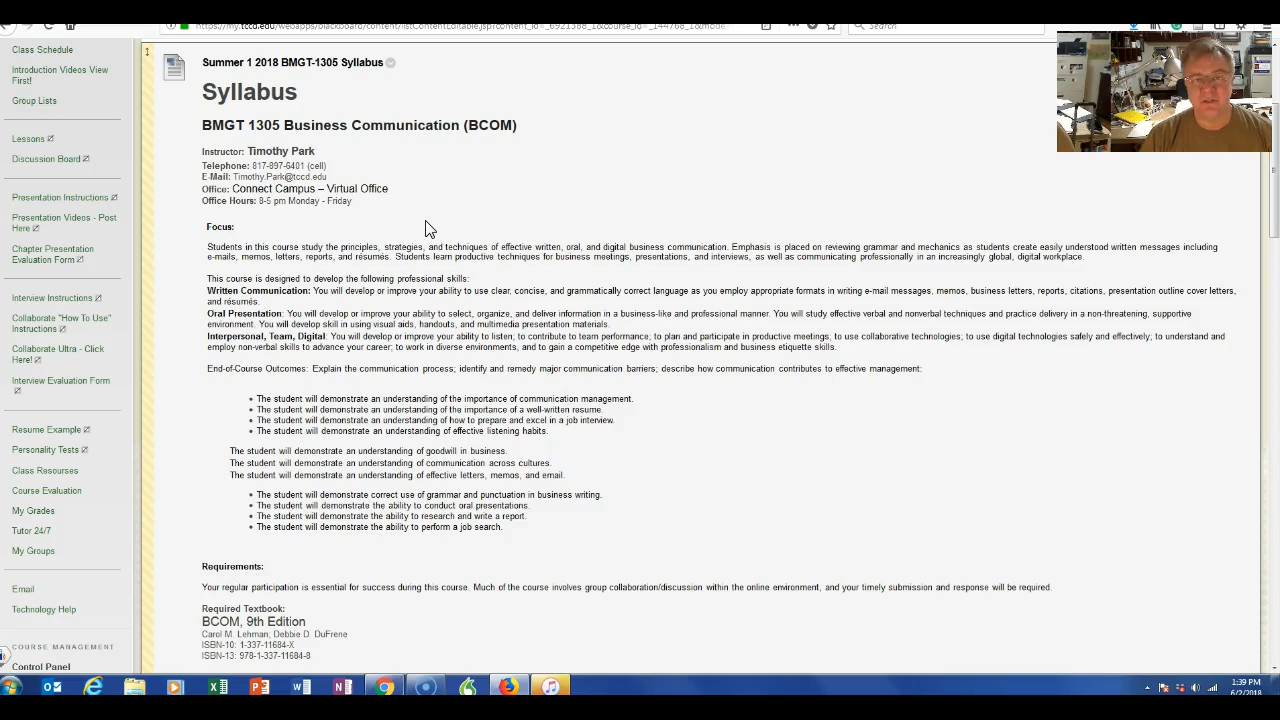 https://my.tccd.edu/webapps/blackboard/content/listContentEditable.jsp?content_id=_6921388_1&course_id=_144768_1&mode
Search
Class Schedule
Introduction Videos View
First!
Group Lists
Lessons
Discussion Board
Presentation Instructions
Presentation Videos - Post
Here
Chapter Presentation
Evaluation Form
Interview Instructions
Collaborate "How To Use"
Instructions
Collaborate Ultra - Click
Here!
Interview Evaluation Form
Resume Example
Personality Tests
Class Resources
Course Evaluation
My Grades
Tutor 24/7
My Groups
Email
Technology Help
COURSE MANAGEMENT
Control Panel
Summer 1 2018 BMGT-1305 Syllabus
Syllabus
BMGT 1305 Business Communication (BCOM)
Instructor: Timothy Park
Telephone: 817-897-6401 (cell)
E-Mail: Timothy.Park@tccd.edu
Office: Connect Campus – Virtual Office
Office Hours: 8-5 pm Monday - Friday
Focus:
Students in this course study the principles, strategies, and techniques of effective written, oral, and digital business communication. Emphasis is placed on reviewing grammar and mechanics as students create easily understood written messages including
e-mails, memos, letters, reports, and résumés. Students learn productive techniques for business meetings, presentations, and interviews, as well as communicating professionally in an increasingly global, digital workplace.
This course is designed to develop the following professional skills:
Written Communication: You will develop or improve your ability to use clear, concise, and grammatically correct language as you employ appropriate formats in writing e-mail messages, memos, business letters, reports, citations, presentation outline cover letters,
and résumés.
Oral Presentation: You will develop or improve your ability to select, organize, and deliver information in a business-like and professional manner. You will study effective verbal and nonverbal techniques and practice delivery in a non-threatening, supportive
environment. You will develop skill in using visual aids, handouts, and multimedia presentation materials.
Interpersonal, Team, Digital: You will develop or improve your ability to listen; to contribute to team performance; to plan and participate in productive meetings; to use collaborative technologies; to use digital technologies safely and effectively; to understand and
employ non-verbal skills to advance your career; to work in diverse environments, and to gain a competitive edge with professionalism and business etiquette skills.
End-of-Course Outcomes: Explain the communication process; identify and remedy major communication barriers; describe how communication contributes to effective management:
• The student will demonstrate an understanding of the importance of communication management.
• The student will demonstrate an understanding of the importance of a well-written resume.
• The student will demonstrate an understanding of how to prepare and excel in a job interview.
• The student will demonstrate an understanding of effective listening habits.
The student will demonstrate an understanding of goodwill in business.
The student will demonstrate an understanding of communication across cultures.
The student will demonstrate an understanding of effective letters, memos, and email.
• The student will demonstrate correct use of grammar and punctuation in business writing.
• The student will demonstrate the ability to conduct oral presentations.
• The student will demonstrate the ability to research and write a report.
• The student will demonstrate the ability to perform a job search.
Requirements:
Your regular participation is essential for success during this course. Much of the course involves group collaboration/discussion within the online environment, and your timely submission and response will be required.
Required Textbook:
BCOM, 9th Edition
Carol M. Lehman; Debbie D. DuFrene
ISBN-10: 1-337-11684-X
ISBN-13: 978-1-337-11684-8
1:39 PM
6/2/2018